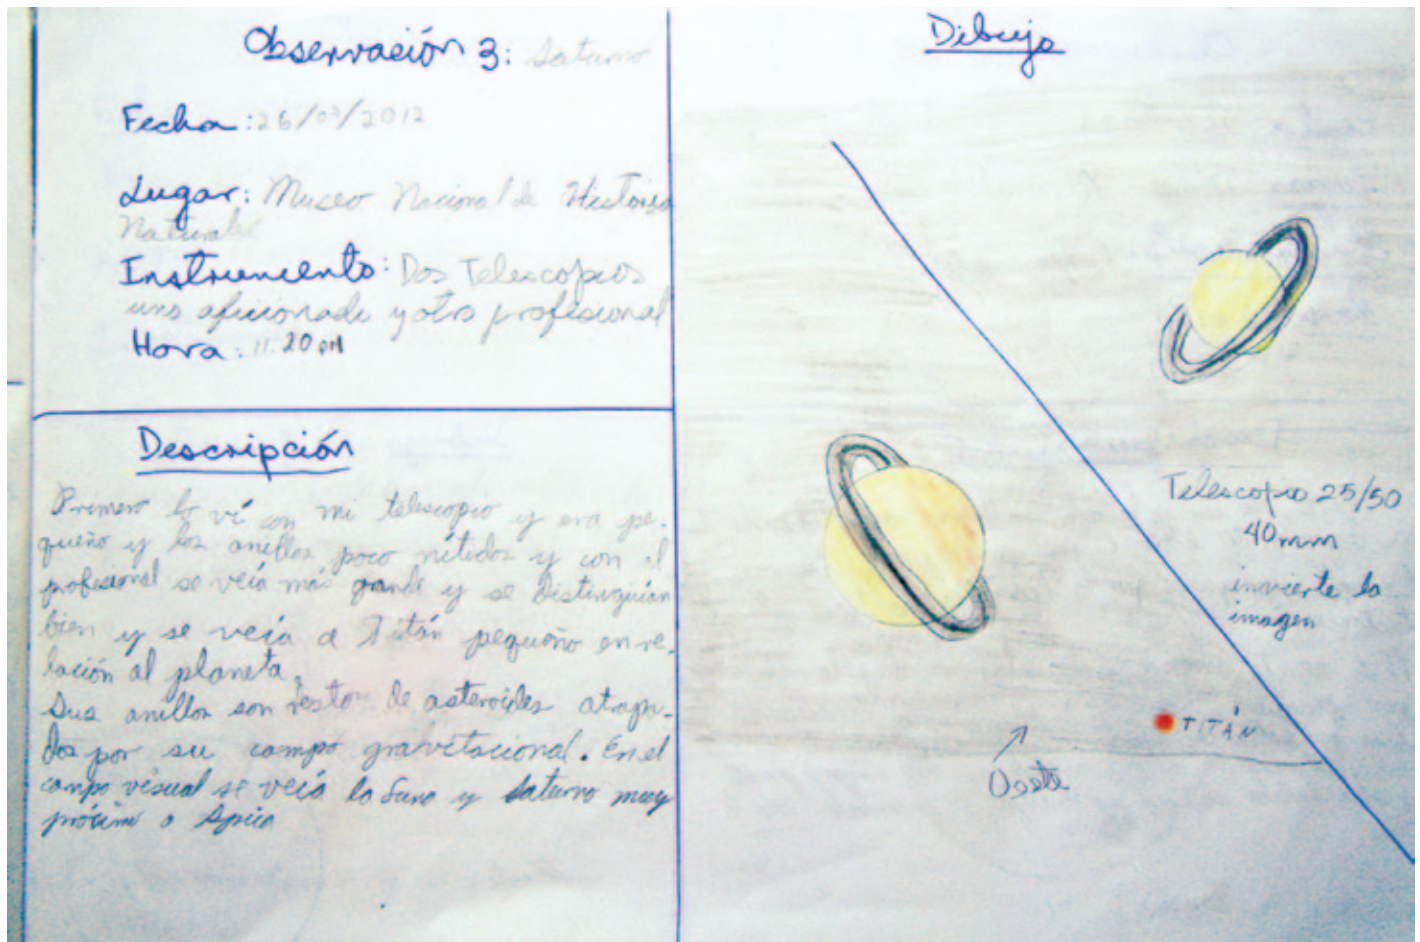 Observación 3: Saturno
Fecha: 26/07/2012
Lugar: Museo Nacional de Historia
Natural
Instrumento: Dos Telescopios
uno aficionado y otro profesional
Hora: 11:20 pm
Descripción
Primero lo ví con mi telescopio y era pe-
queño y los anillos poco nítidos y con el
profesional se veía más grande y se distinguían
bien y se veía a Titán pequeño en re-
lación al planeta.
Sus anillos son restos de asteroides atrapa-
dos por su campo gravitacional. En el
campo visual se veía la Luna y Saturno muy
próximo a Spica
Dibujo
Telescopio 25/50
40mm
invierte la
imagen
TITÁN
Oeste